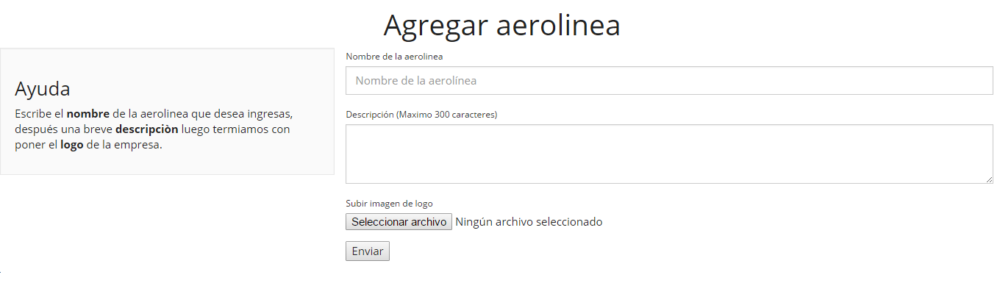 Agregar aerolinea
Ayuda
Escribe el nombre de la aerolinea que desea ingresas,
después una breve descripciòn luego termiamos con
poner el logo de la empresa.
Nombre de la aerolinea
Nombre de la aerolínea
Descripción (Maximo 300 caracteres)
Subir imagen de logo
Seleccionar archivo Ningún archivo seleccionado
Enviar